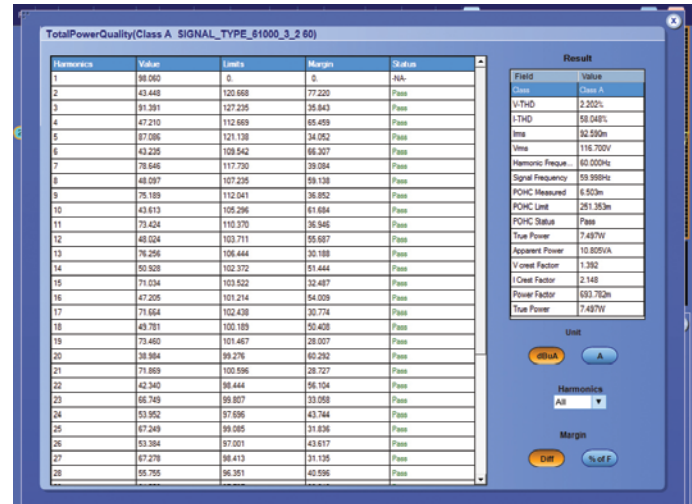 TotalPowerQuality(Class A SIGNAL_TYPE_61000_3_2 60)
Harmonics Value Limits Margin Status
1 98.060 0. 0. -NA-
2 43.448 120.668 77.220 Pass
3 91.391 127.235 35.843 Pass
4 47.210 112.669 65.459 Pass
5 87.086 121.138 34.052 Pass
6 43.235 109.542 66.307 Pass
7 78.646 117.730 39.084 Pass
8 48.097 107.235 59.138 Pass
9 75.189 112.041 36.852 Pass
10 43.613 105.296 61.684 Pass
11 73.424 110.370 36.946 Pass
12 48.024 103.711 55.687 Pass
13 76.256 106.444 30.188 Pass
14 50.928 102.372 51.444 Pass
15 71.034 103.522 32.487 Pass
16 47.205 101.214 54.009 Pass
17 71.664 102.438 30.774 Pass
18 49.781 100.189 50.408 Pass
19 73.460 101.467 28.007 Pass
20 38.984 99.276 60.292 Pass
21 71.869 100.596 28.727 Pass
22 42.340 98.444 56.104 Pass
23 66.749 99.807 33.058 Pass
24 53.952 97.696 43.744 Pass
25 67.249 99.085 31.836 Pass
26 53.384 97.001 43.617 Pass
27 67.278 98.413 31.135 Pass
28 55.755 96.351 40.596 Pass
Result
Field Value
Class Class A
V-THD 2.202%
I-THD 58.048%
Irms 92.590m
Vrms 116.700V
Harmonic Freque... 60.000Hz
Signal Frequency 59.998Hz
POHC Measured 6.503m
POHC Limit 251.353m
POHC Status Pass
True Power 7.497W
Apparent Power 10.805VA
V crest Factorr 1.392
I Crest Factor 2.148
Power Factor 693.782m
True Power 7.497W
Unit
dBuA A
Harmonics
All
Margin
Diff % of F